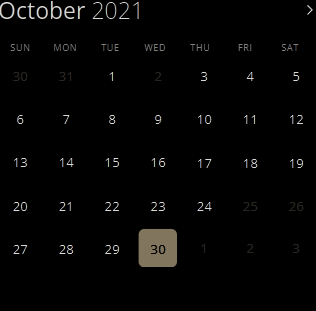 October 2021
SUN MON TUE WED THU FRI SAT
30 31 1 2 3 4 5
6 7 8 9 10 11 12
13 14 15 16 17 18 19
20 21 22 23 24 25 26
27 28 29 30 1 2 3